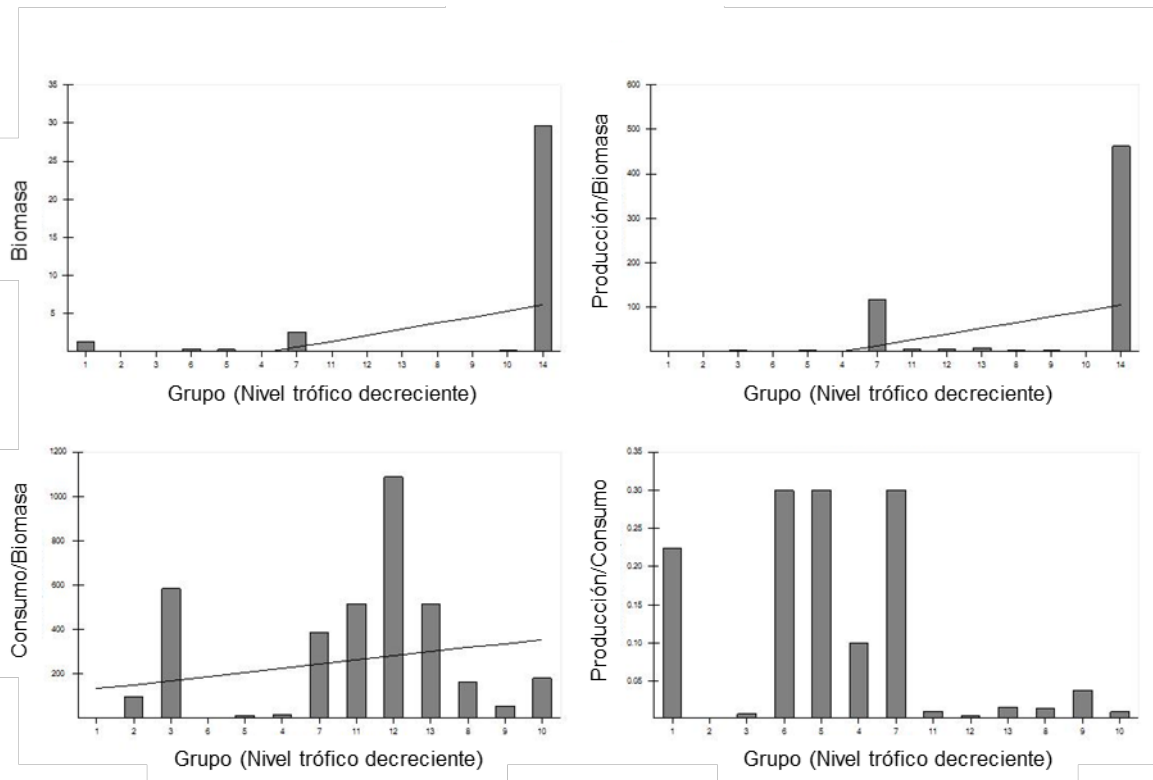 35
30
25
20
15
10
5
Biomasa
1 2 3 6 5 4 7 11 12 13 8 9 10 14
Grupo (Nivel trófico decreciente)
600
500
400
300
200
100
Producción/Biomasa
1 2 3 6 5 4 7 11 12 13 8 9 10 14
Grupo (Nivel trófico decreciente)
1200
1000
800
600
400
200
Consumo/Biomasa
1 2 3 6 5 4 7 11 12 13 8 9 10
Grupo (Nivel trófico decreciente)
0.35
0.30
0.25
0.20
0.15
0.10
0.05
Producción/Consumo
1 2 3 6 5 4 7 11 12 13 8 9 10
Grupo (Nivel trófico decreciente)